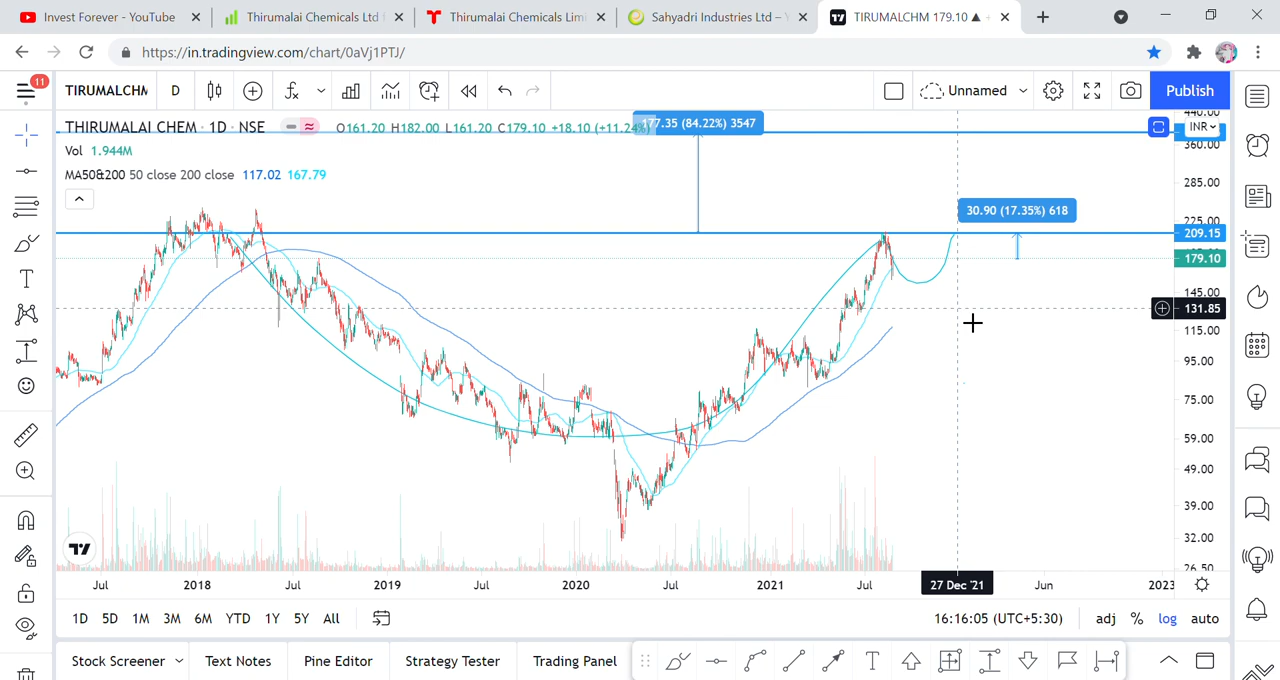 Invest Forever - YouTube
Thirumalai Chemicals Ltd
Thirumalai Chemicals Lim
Sahyadri Industries Ltd –
TIRUMALCHM 179.10 ▲
https://in.tradingview.com/chart/0aVj1PTJ/
11
TIRUMALCHM
D
Unnamed
Publish
THIRUMALAI CHEM · 1D · NSE
O161.20 H182.00 L161.20 C179.10 +18.10 (+11.24%)
177.35 (84.22%) 3547
INR
Vol 1.944M
MA50&200 50 close 200 close 117.02 167.79
30.90 (17.35%) 618
440.00
360.00
285.00
225.00
209.15
179.10
145.00
131.85
115.00
95.00
75.00
59.00
49.00
39.00
32.00
26.50
Jul 2018 Jul 2019 Jul 2020 Jul 2021 Jul 27 Dec '21 Jun 2023
1D 5D 1M 3M 6M YTD 1Y 5Y All
16:16:05 (UTC+5:30) adj % log auto
Stock Screener Text Notes Pine Editor Strategy Tester Trading Panel